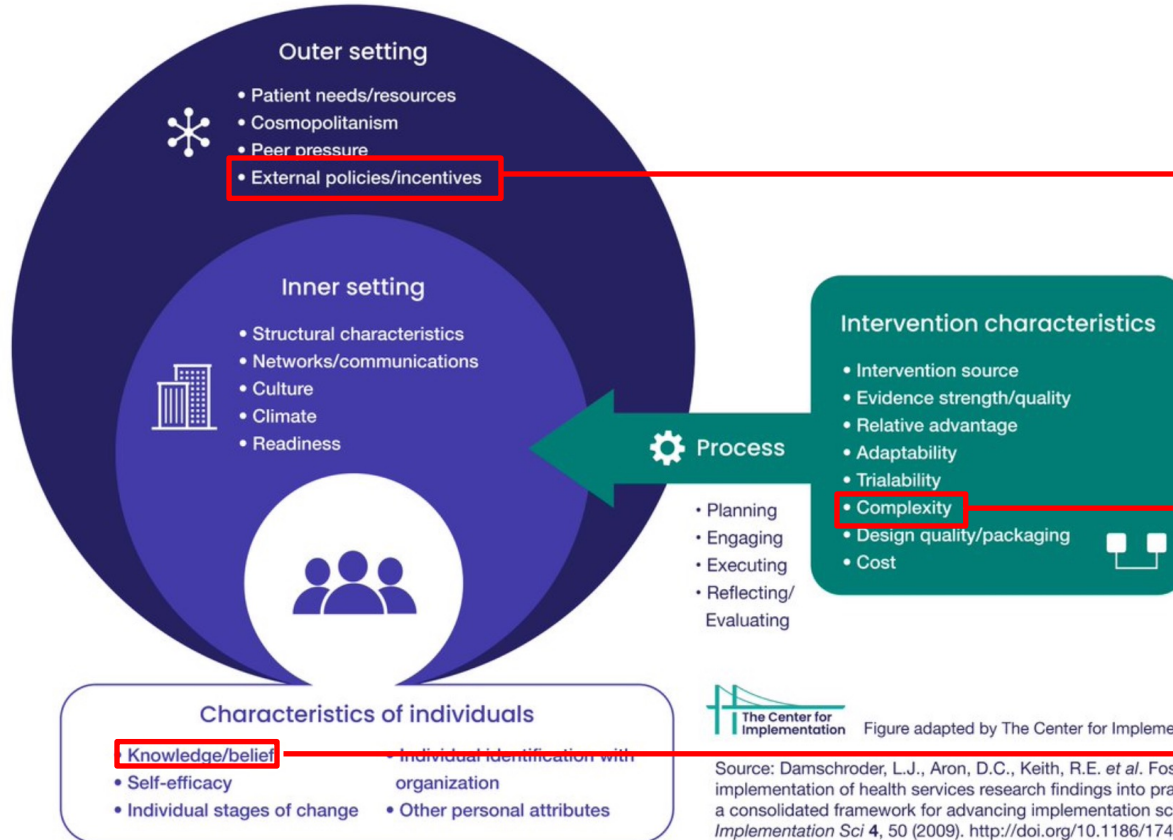 Outer setting
• Patient needs/resources
• Cosmopolitanism
• Peer pressure
• External policies/incentives
Inner setting
• Structural characteristics
• Networks/communications
• Culture
• Climate
• Readiness
Process
• Planning
• Engaging
• Executing
• Reflecting/
Evaluating
Intervention characteristics
• Intervention source
• Evidence strength/quality
• Relative advantage
• Adaptability
• Trialability
• Complexity
• Design quality/packaging
• Cost
Characteristics of individuals
• Knowledge/belief
• Self-efficacy
• Individual stages of change
• Individual identification with
organization
• Other personal attributes
The Center for
Implementation
Figure adapted by The Center for Impleme
Source: Damschroder, L.J., Aron, D.C., Keith, R.E. et al. Fos
implementation of health services research findings into pra
a consolidated framework for advancing implementation sc
Implementation Sci 4, 50 (2009). http://doi.org/10.1186/174